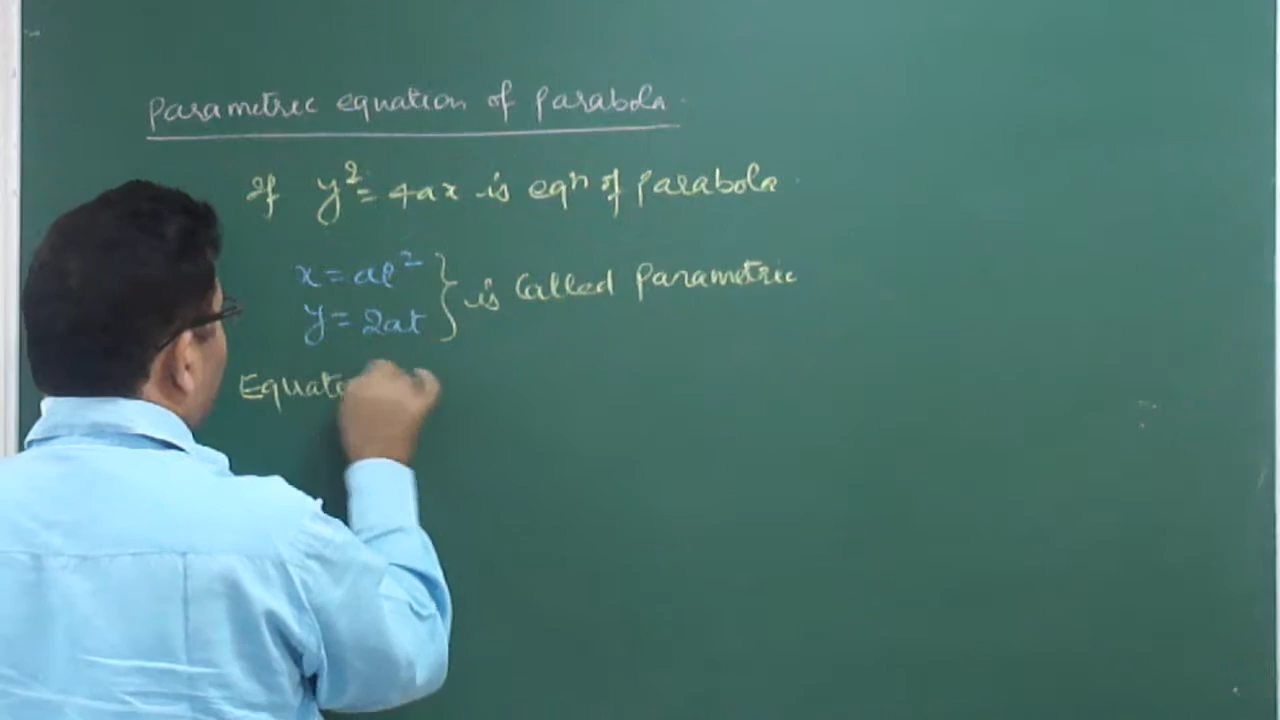 Parametric equation of parabola.
If y² = 4ax is eqⁿ of parabola.
x = at²
y = 2at } is called parametric
Equat